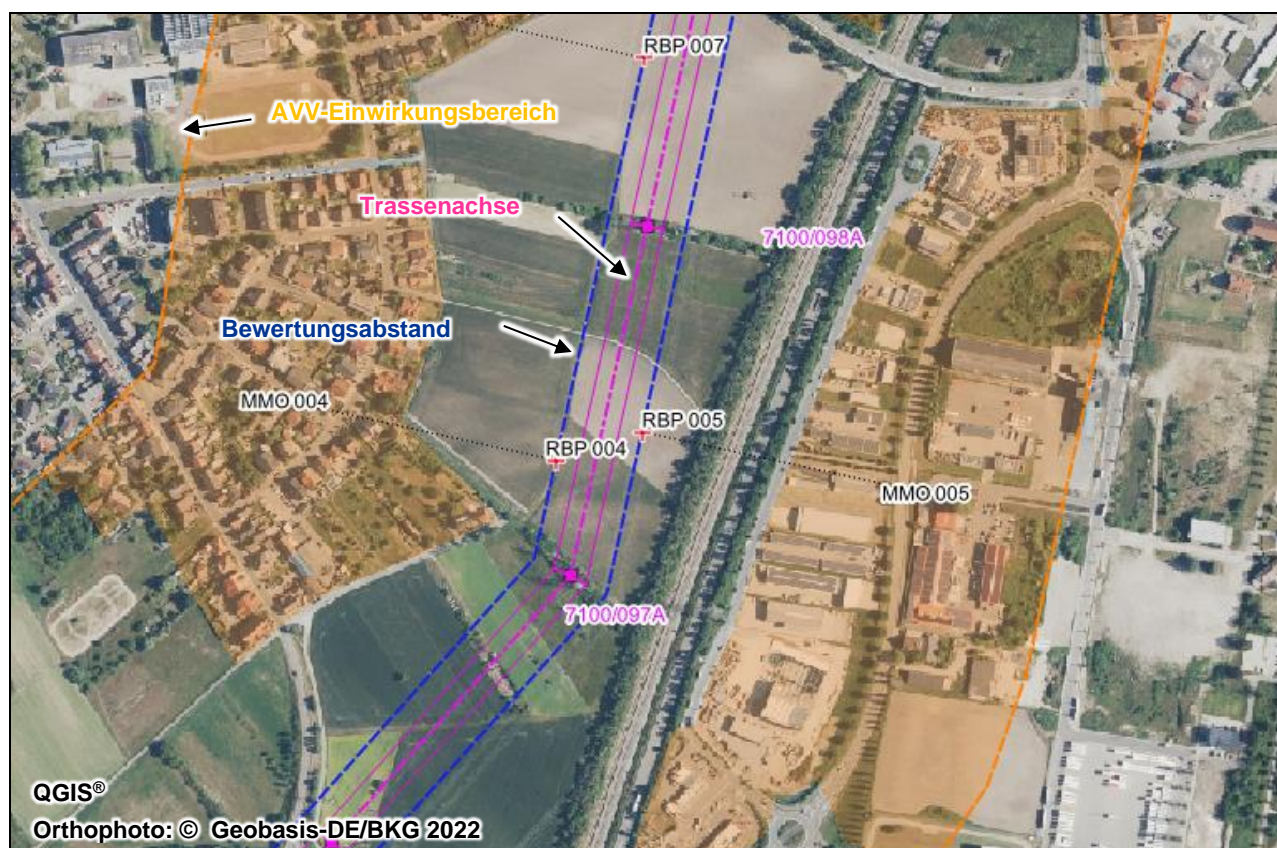 RBP 007
AVV-Einwirkungsbereich
Trassenachse
7100/098A
Bewertungsabstand
MMO 004
RBP 005
RBP 004
MMO 005
7100/097A
QGIS®
Orthophoto: © Geobasis-DE/BKG 2022